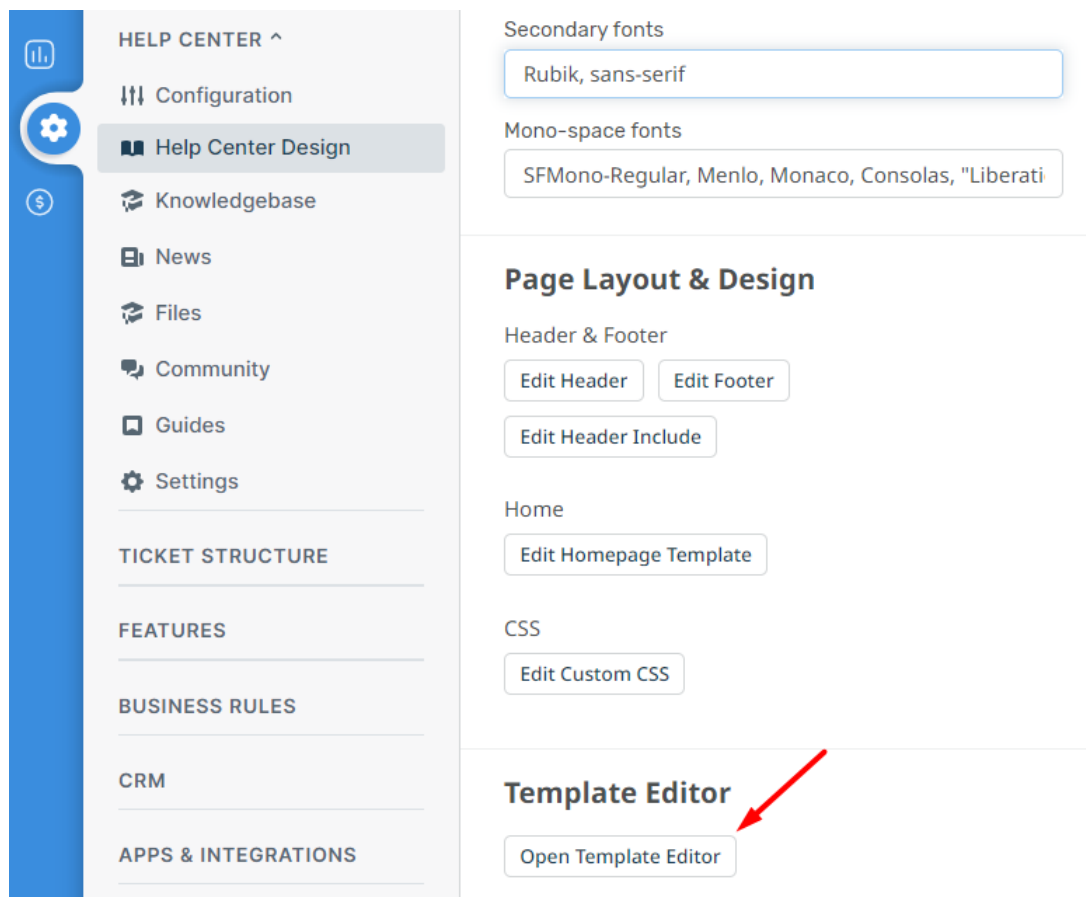 HELP CENTER ^
Configuration
Help Center Design
Knowledgebase
News
Files
Community
Guides
Settings
TICKET STRUCTURE
FEATURES
BUSINESS RULES
CRM
APPS & INTEGRATIONS
Secondary fonts
Rubik, sans-serif
Mono-space fonts
SFMono-Regular, Menlo, Monaco, Consolas, "Liberati
Page Layout & Design
Header & Footer
Edit Header Edit Footer
Edit Header Include
Home
Edit Homepage Template
CSS
Edit Custom CSS
Template Editor
Open Template Editor